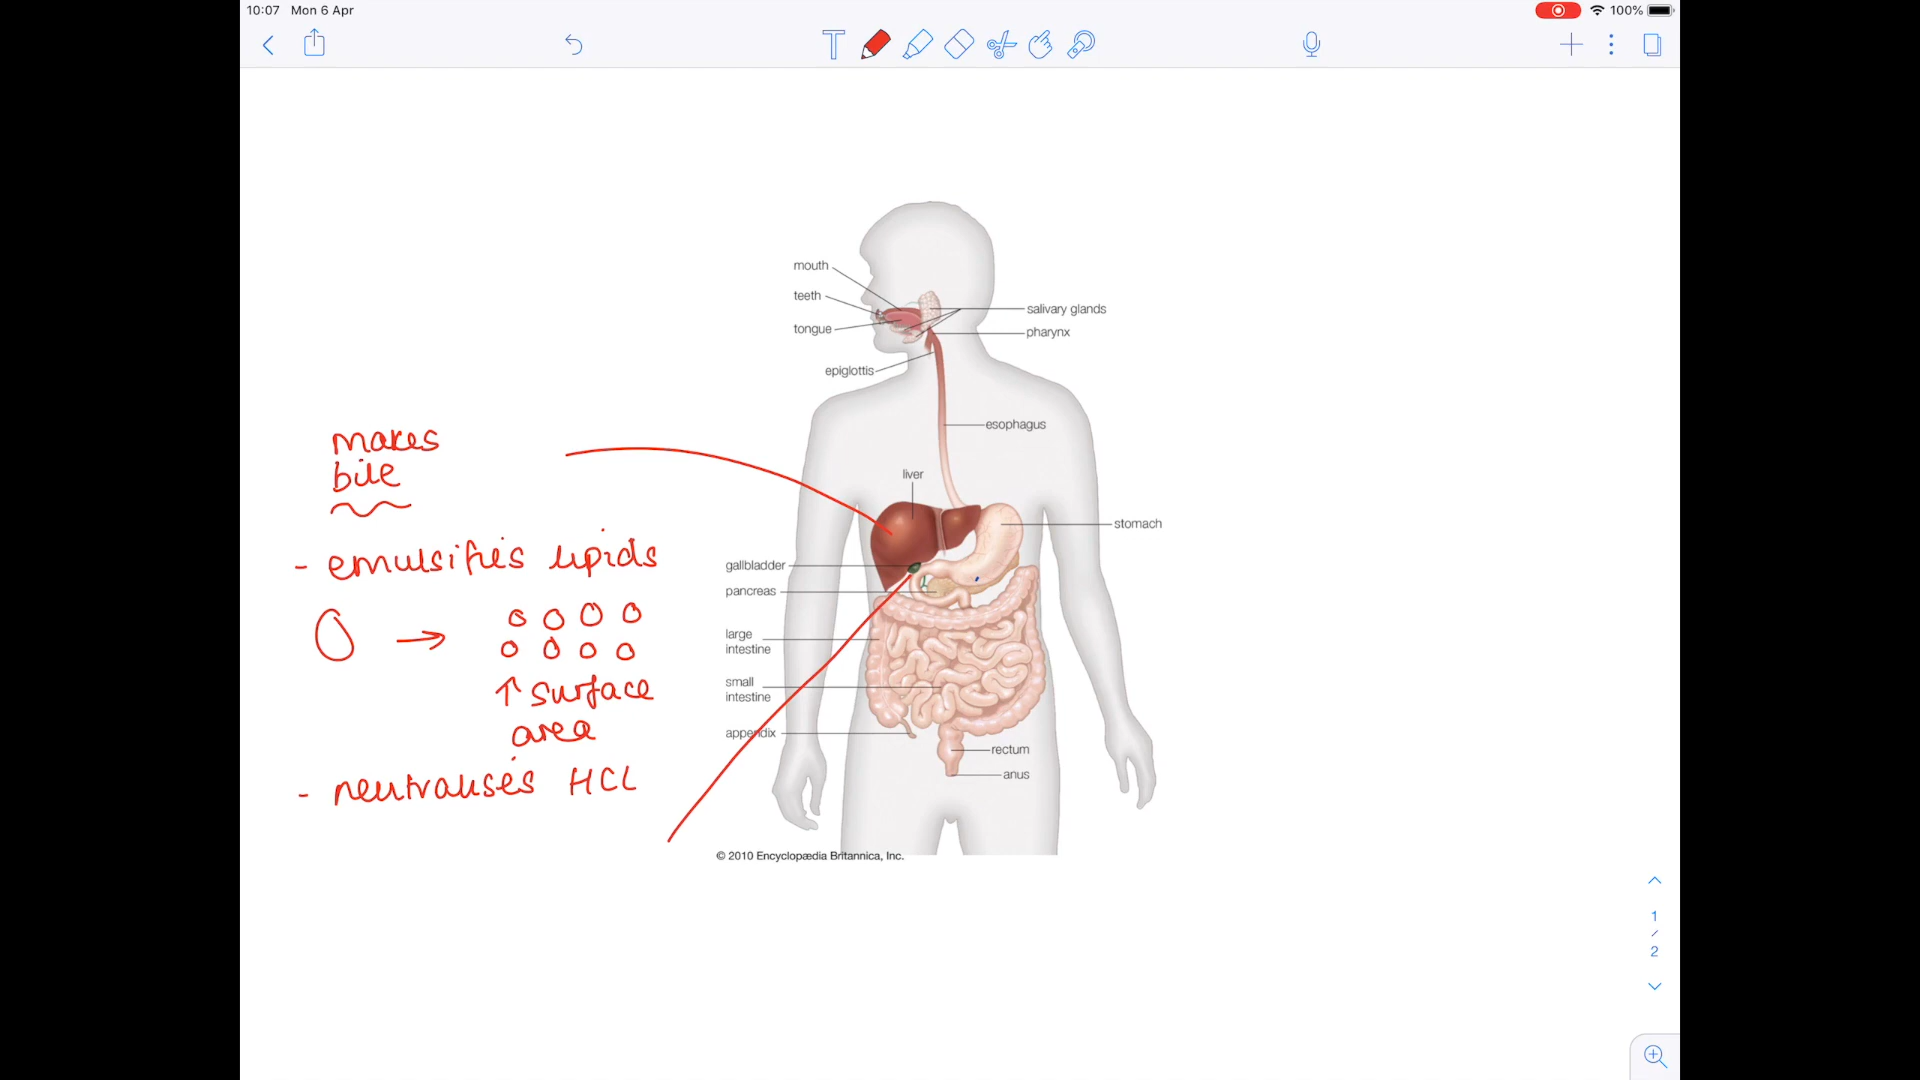 10:07 Mon 6 Apr
100%
T
mouth
teeth
tongue
salivary glands
pharynx
epiglottis
esophagus
liver
stomach
gallbladder
pancreas
large
intestine
small
intestine
appendix
rectum
anus
© 2010 Encyclopædia Britannica, Inc.
makes
bile
- emulsifies lipids
↑ surface
area
- neutralises HCL
1
/
2